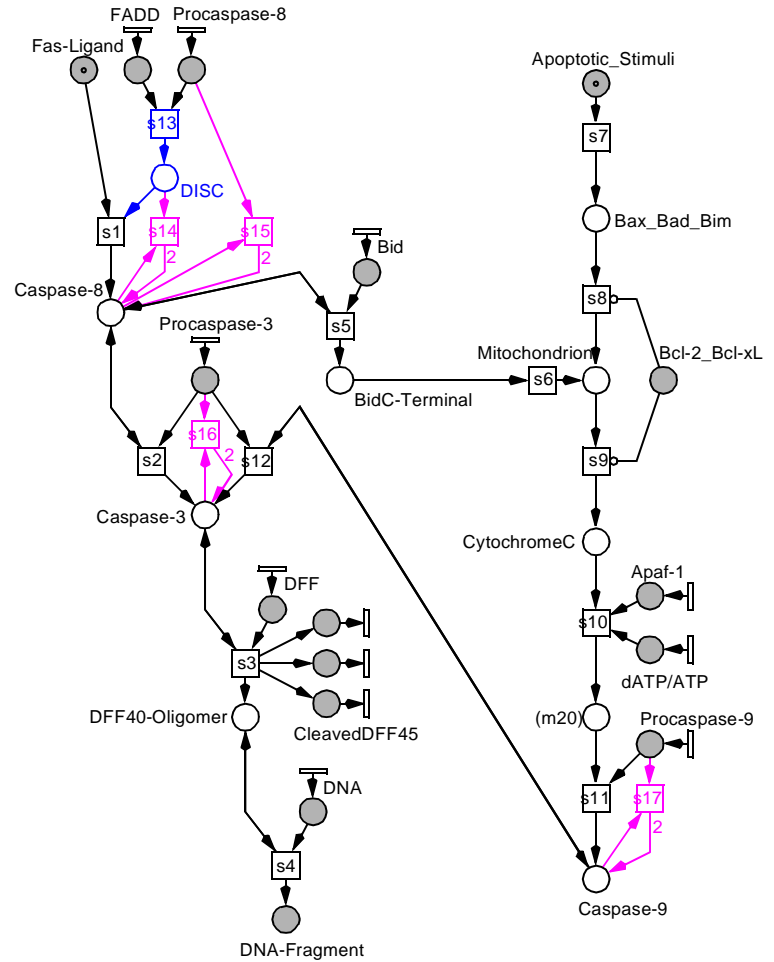 FADD
Procaspase-8
Fas-Ligand
Apoptotic_Stimuli
s13
s7
DISC
Bax_Bad_Bim
s1
s14
s15
Bid
2
2
Caspase-8
s8
Procaspase-3
s5
Mitochondrion
Bcl-2_Bcl-xL
s6
BidC-Terminal
s16
s2
2
s12
s9
Caspase-3
CytochromeC
Apaf-1
DFF
s10
s3
dATP/ATP
DFF40-Oligomer
CleavedDFF45
(m20)
Procaspase-9
DNA
s11
s17
2
s4
Caspase-9
DNA-Fragment